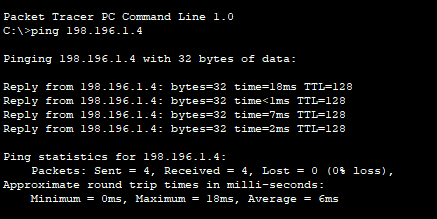 Packet Tracer PC Command Line 1.0
C:\>ping 198.196.1.4
Pinging 198.196.1.4 with 32 bytes of data:
Reply from 198.196.1.4: bytes=32 time=18ms TTL=128
Reply from 198.196.1.4: bytes=32 time<1ms TTL=128
Reply from 198.196.1.4: bytes=32 time=7ms TTL=128
Reply from 198.196.1.4: bytes=32 time=2ms TTL=128
Ping statistics for 198.196.1.4:
Packets: Sent = 4, Received = 4, Lost = 0 (0% loss),
Approximate round trip times in milli-seconds:
Minimum = 0ms, Maximum = 18ms, Average = 6ms